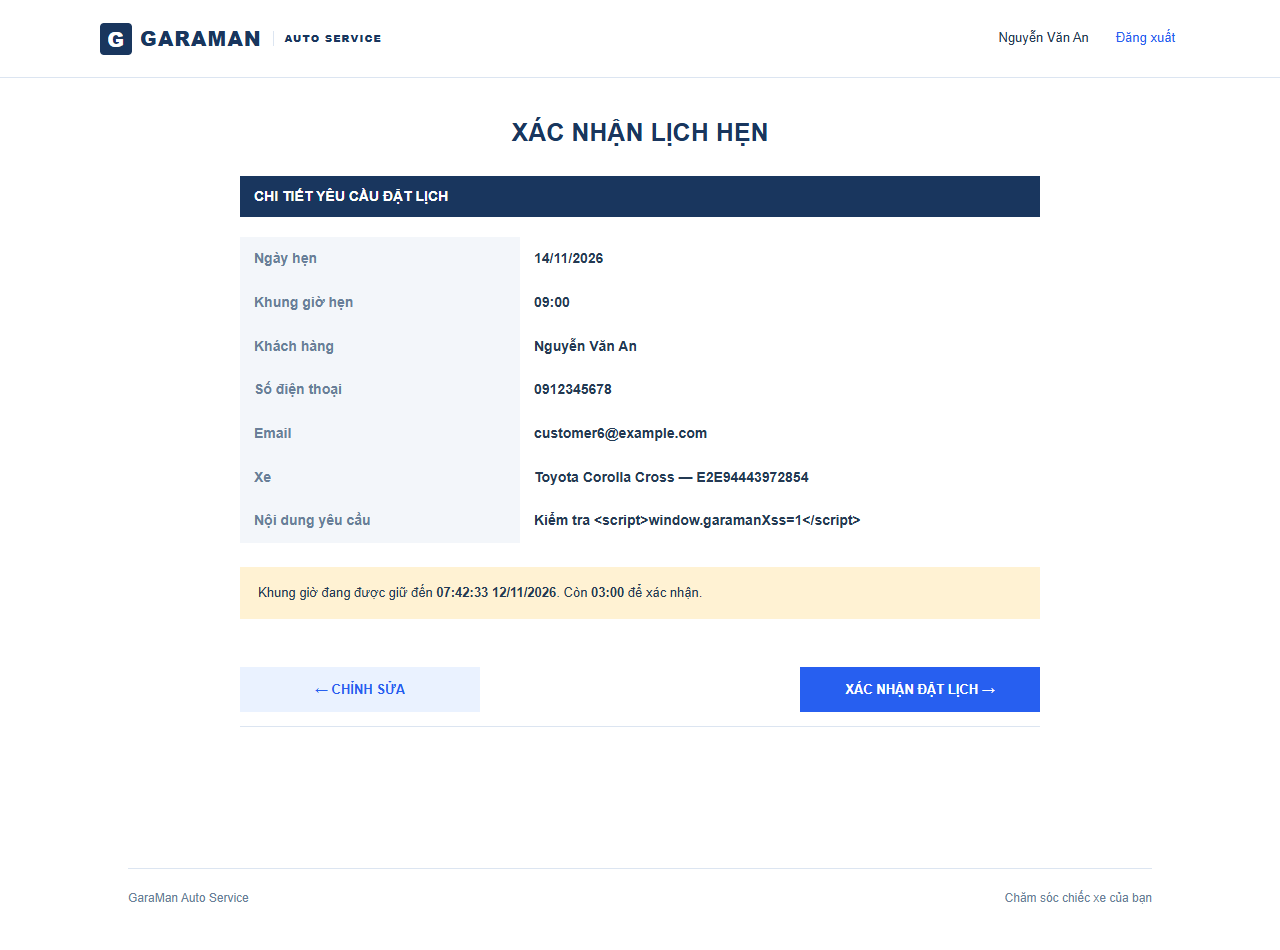 G GARAMAN AUTO SERVICE
Nguyễn Văn An Đăng xuất
XÁC NHẬN LỊCH HẸN
CHI TIẾT YÊU CẦU ĐẶT LỊCH
Ngày hẹn 14/11/2026
Khung giờ hẹn 09:00
Khách hàng Nguyễn Văn An
Số điện thoại 0912345678
Email customer6@example.com
Xe Toyota Corolla Cross — E2E94443972854
Nội dung yêu cầu Kiểm tra <script>window.garamanXss=1</script>
Khung giờ đang được giữ đến 07:42:33 12/11/2026. Còn 03:00 để xác nhận.
← CHỈNH SỬA
XÁC NHẬN ĐẶT LỊCH →
GaraMan Auto Service
Chăm sóc chiếc xe của bạn